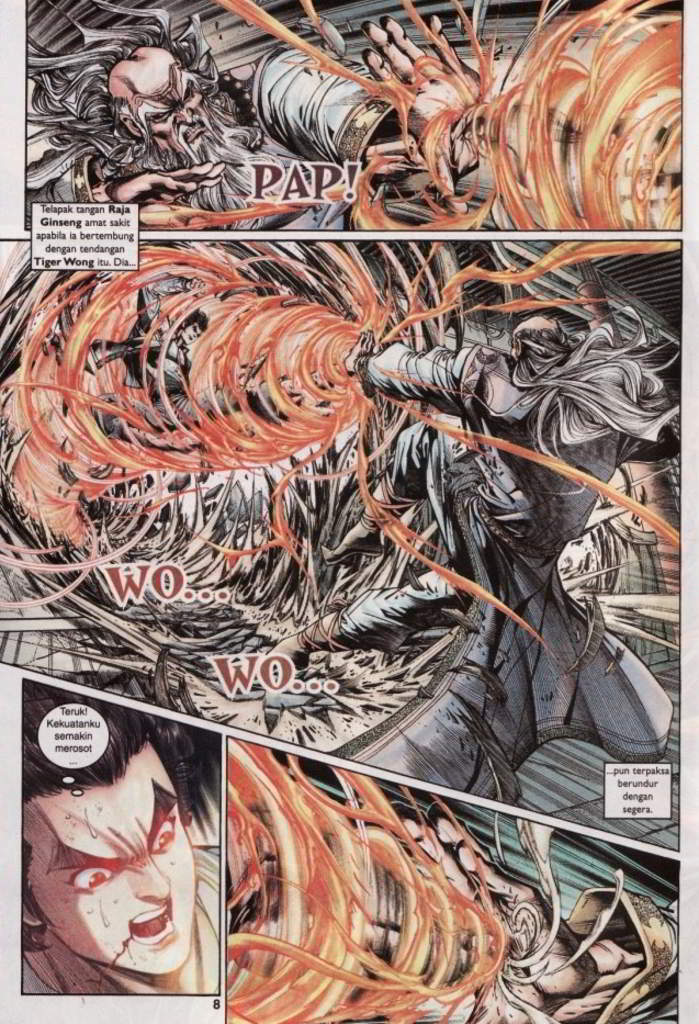 PAP!
Telapak tangan Raja
Ginseng amat sakit
apabila ia bertembung
dengan tendangan
Tiger Wong itu. Dia...
WO...
WO...
Teruk!
Kekuatanku
semakin
merosot
...
...pun terpaksa
berundur
dengan
segera.
8